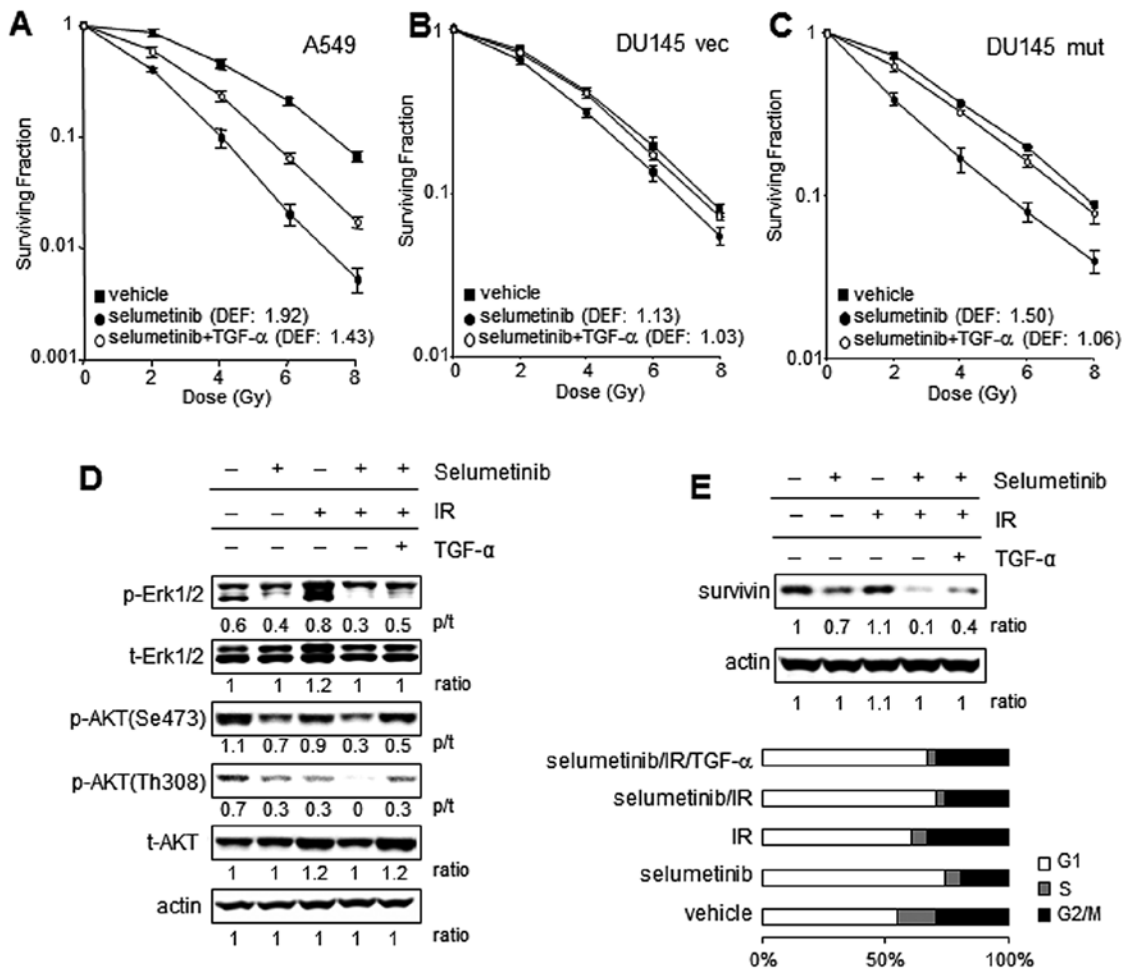 A
A549
Surviving Fraction
1
0.1
0.01
0.001
vehicle
selumetinib (DEF: 1.92)
selumetinib+TGF-α (DEF: 1.43)
0 2 4 6 8
Dose (Gy)
B
DU145 vec
Surviving Fraction
1
0.1
0.01
vehicle
selumetinib (DEF: 1.13)
selumetinib+TGF-α (DEF: 1.03)
0 2 4 6 8
Dose (Gy)
C
DU145 mut
Surviving Fraction
1
0.1
0.01
vehicle
selumetinib (DEF: 1.50)
selumetinib+TGF-α (DEF: 1.06)
0 2 4 6 8
Dose (Gy)
D
– + – + + Selumetinib
– – + + + IR
– – – – + TGF-α
p-Erk1/2
0.6 0.4 0.8 0.3 0.5 p/t
t-Erk1/2
1 1 1.2 1 1 ratio
p-AKT(Se473)
1.1 0.7 0.9 0.3 0.5 p/t
p-AKT(Th308)
0.7 0.3 0.3 0 0.3 p/t
t-AKT
1 1 1.2 1 1.2 ratio
actin
1 1 1 1 1 ratio
E
– + – + + Selumetinib
– – + + + IR
– – – – + TGF-α
survivin
1 0.7 1.1 0.1 0.4 ratio
actin
1 1 1.1 1 1 ratio
selumetinib/IR/TGF-α
selumetinib/IR
IR
selumetinib
vehicle
G1
S
G2/M
0% 50% 100%